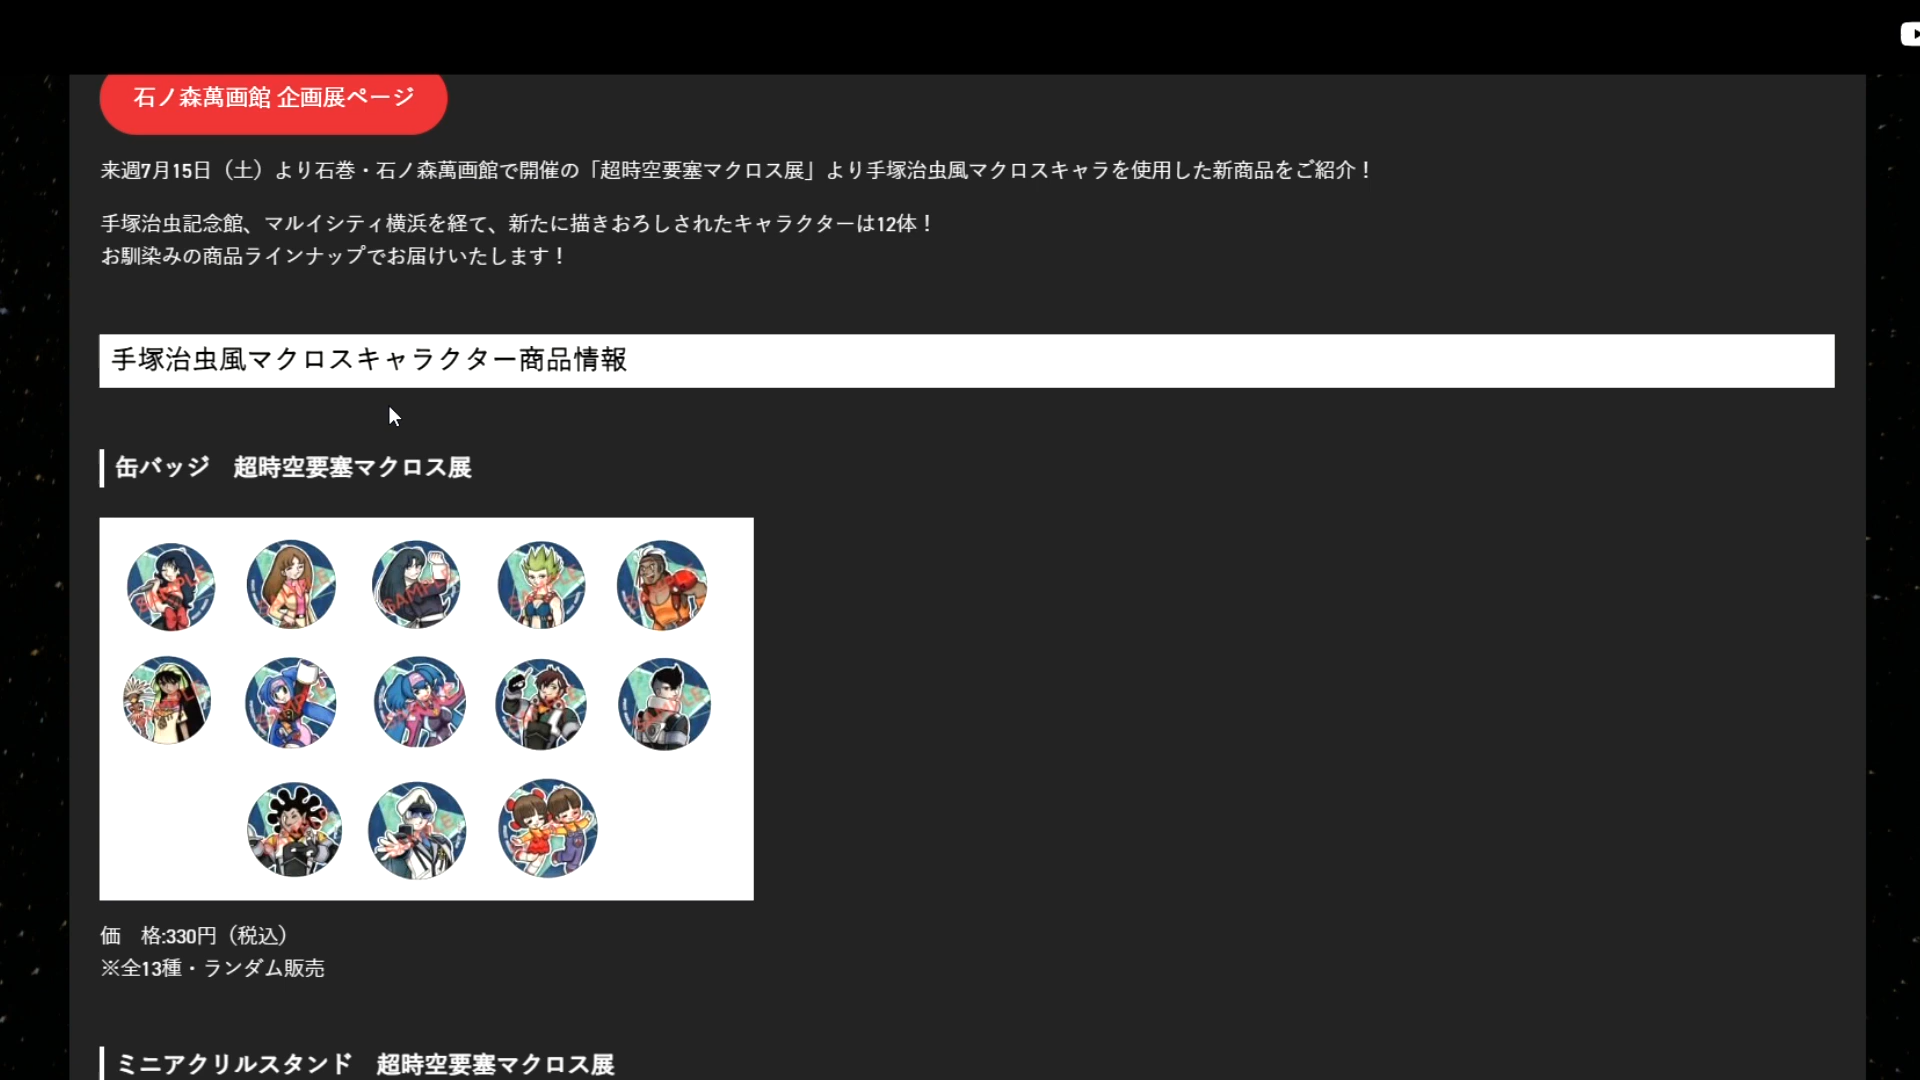 石ノ森萬画館 企画展ページ
来週7月15日（土）より石巻・石ノ森萬画館で開催の「超時空要塞マクロス展」より手塚治虫風マクロスキャラを使用した新商品をご紹介！
手塚治虫記念館、マルイシティ横浜を経て、新たに描きおろしされたキャラクターは12体！
お馴染みの商品ラインナップでお届けいたします！
手塚治虫風マクロスキャラクター商品情報
缶バッジ　超時空要塞マクロス展
価　格:330円（税込）
※全13種・ランダム販売
ミニアクリルスタンド　超時空要塞マクロス展